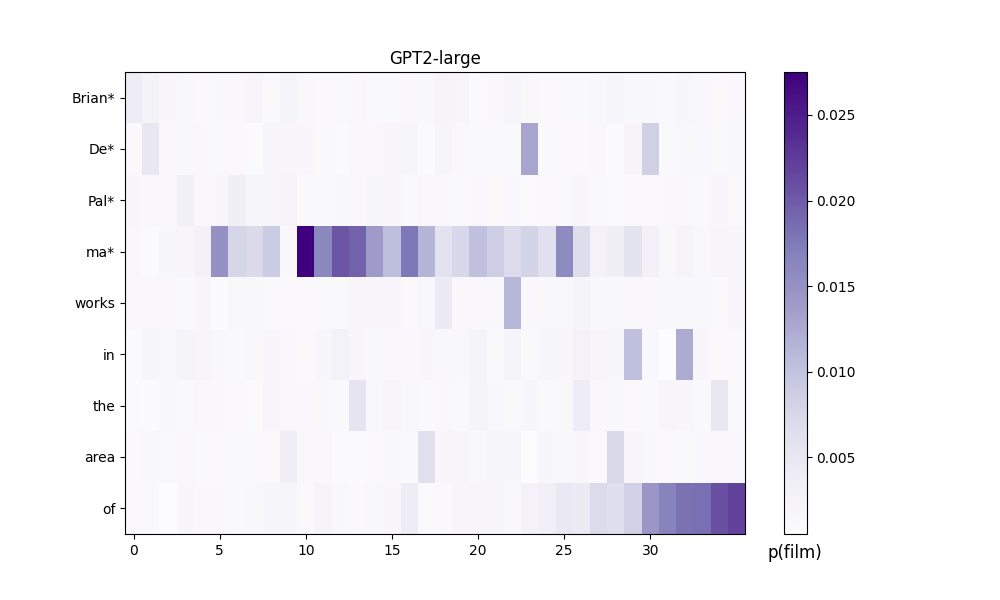 GPT2-large
Brian*
De*
Pal*
ma*
works
in
the
area
of
0 5 10 15 20 25 30
0.025
0.020
0.015
0.010
0.005
p(film)